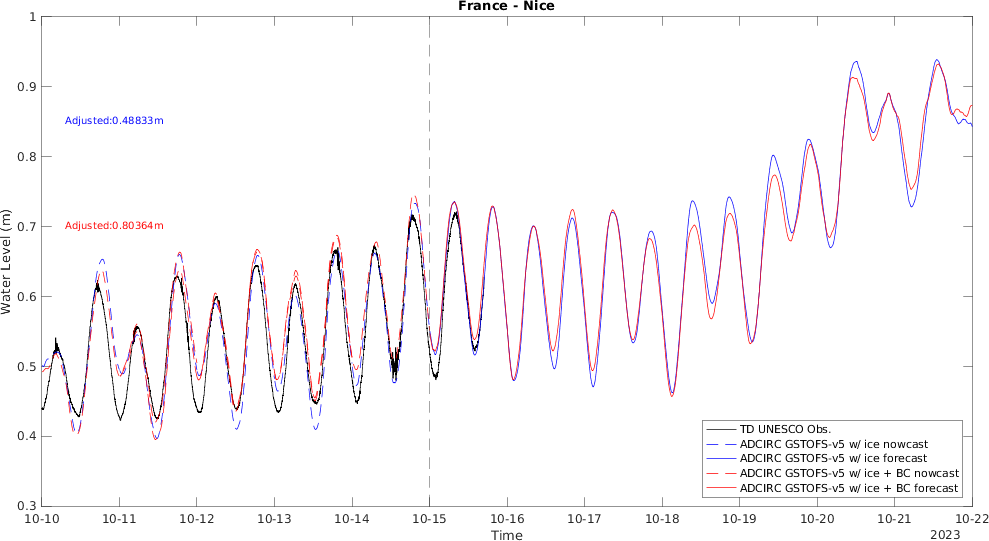 France - Nice
Water Level (m)
1
0.9
0.8
0.7
0.6
0.5
0.4
0.3
Adjusted:0.48833m
Adjusted:0.80364m
TD UNESCO Obs.
ADCIRC GSTOFS-v5 w/ ice nowcast
ADCIRC GSTOFS-v5 w/ ice forecast
ADCIRC GSTOFS-v5 w/ ice + BC nowcast
ADCIRC GSTOFS-v5 w/ ice + BC forecast
10-10 10-11 10-12 10-13 10-14 10-15 10-16 10-17 10-18 10-19 10-20 10-21 10-22
Time
2023